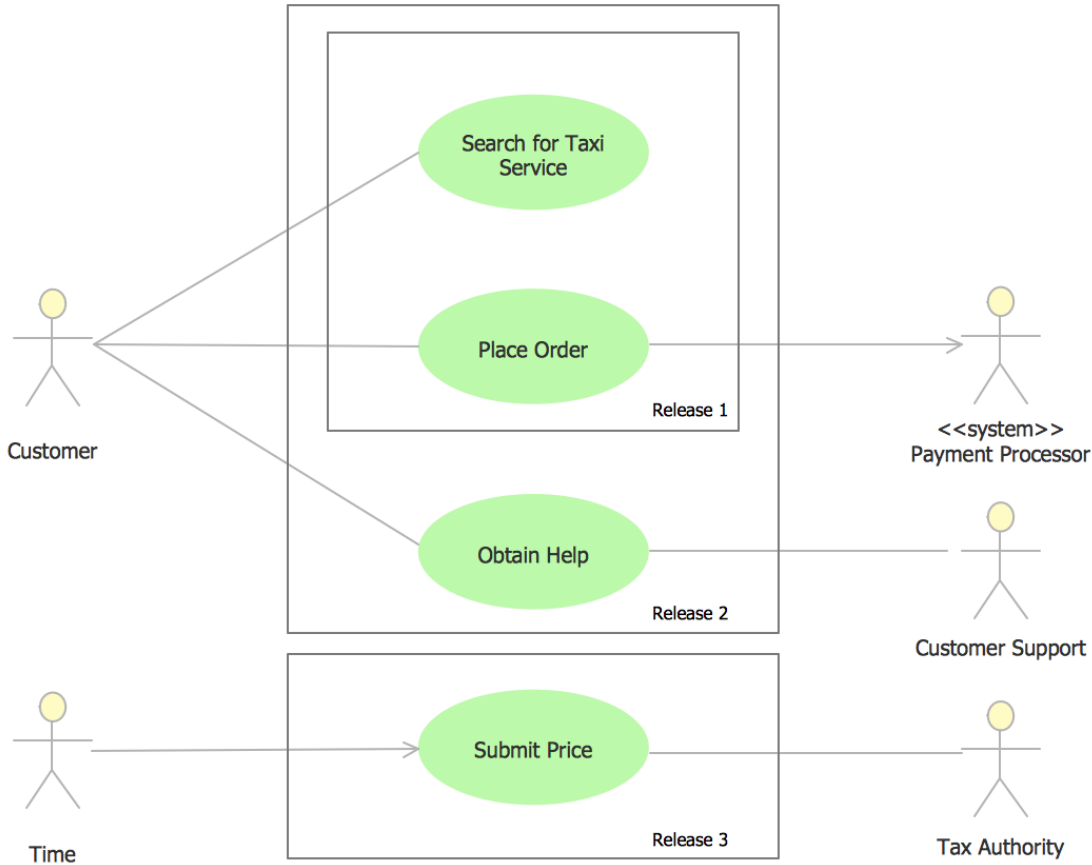 Search for Taxi
Service
Place Order
Release 1
Customer
<<system>>
Payment Processor
Obtain Help
Release 2
Customer Support
Submit Price
Release 3
Time
Tax Authority